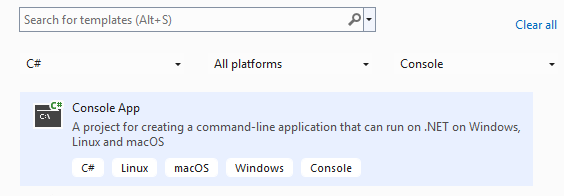 Search for templates (Alt+S)
Clear all
C# All platforms Console
C#
C:\
Console App
A project for creating a command-line application that can run on .NET on Windows,
Linux and macOS
C# Linux macOS Windows Console